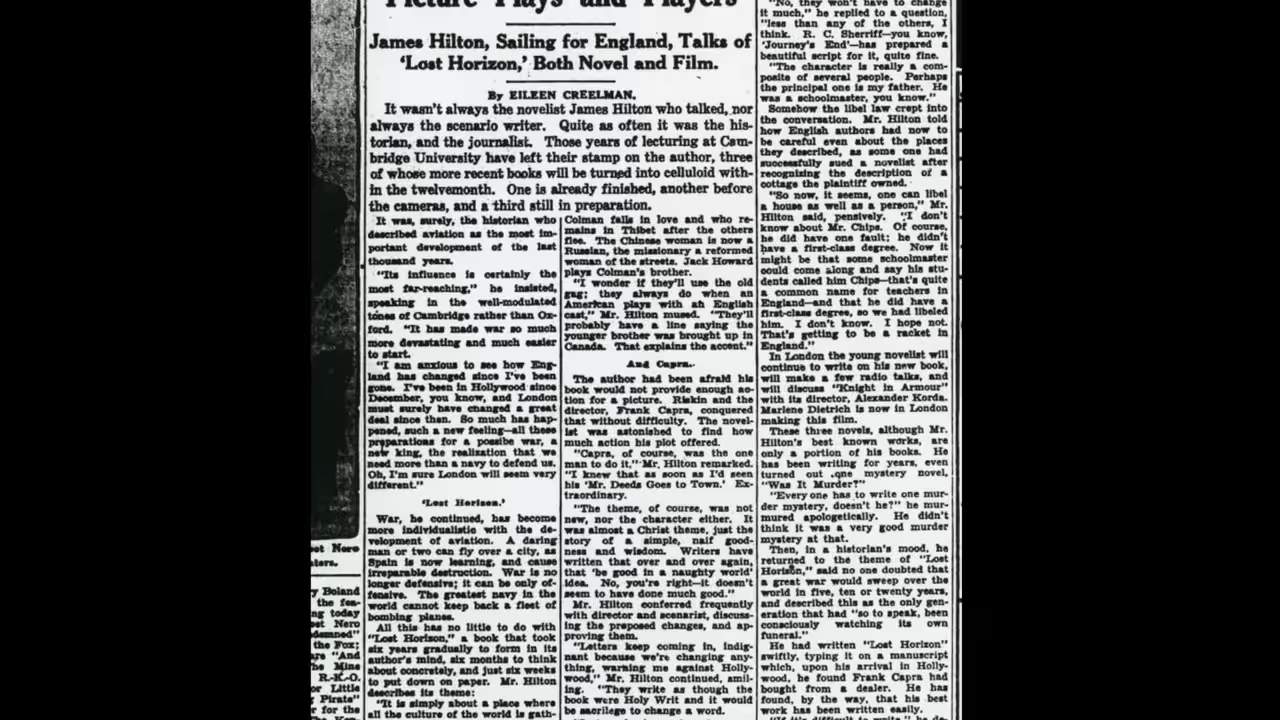 Picture Plays and Players
James Hilton, Sailing for England, Talks of
'Lost Horizon,' Both Novel and Film.
By EILEEN CREELMAN.
It wasn't always the novelist James Hilton who talked, nor
always the scenario writer. Quite as often it was the his-
torian, and the journalist. Those years of lecturing at Cam-
bridge University have left their stamp on the author, three
of whose more recent books will be turned into celluloid with-
in the twelvemonth. One is already finished, another before
the cameras, and a third still in preparation.
It was, surely, the historian who
described aviation as the most im-
portant development of the last
thousand years.
"Its influence is certainly the
most far-reaching," he insisted,
speaking in the well-modulated
tones of Cambridge rather than Ox-
ford. "It has made war so much
more devastating and much easier
to start.
"I am anxious to see how Eng-
land has changed since I've been
gone. I've been in Hollywood since
December, you know, and London
must surely have changed a great
deal since then. So much has hap-
pened, such a new feeling—all these
preparations for a possibe war, a
new king, the realization that we
need more than a navy to defend us.
Oh, I'm sure London will seem very
different."
'Lost Horizon.'
War, he continued, has become
more individualistic with the de-
velopment of aviation. A daring
man or two can fly over a city, as
Spain is now learning, and cause
irreparable destruction. War is no
longer defensive; it can be only of-
fensive. The greatest navy in the
world cannot keep back a fleet of
bombing planes.
All this has no little to do with
"Lost Horizon," a book that took
six years gradually to form in its
author's mind, six months to think
about concretely, and just six weeks
to put down on paper. Mr. Hilton
describes its theme:
"It is simply about a place where
all the culture of the world is gath-
Colman falls in love and who re-
mains in Thibet after the others
flee. The Chinese woman is now a
Russian, the missionary a reformed
woman of the streets. Jack Howard
plays Colman's brother.
"I wonder if they'll use the old
gag; they always do when an
American plays with an English
cast," Mr. Hilton mused. "They'll
probably have a line saying the
younger brother was brought up in
Canada. That explains the accent."
And Capra.
The author had been afraid his
book would not provide enough ac-
tion for a picture. Riskin and the
director, Frank Capra, conquered
that without difficulty. The novel-
ist was astonished to find how
much action his plot offered.
"Capra, of course, was the one
man to do it," Mr. Hilton remarked.
"I knew that as soon as I'd seen
his 'Mr. Deeds Goes to Town.' Ex-
traordinary.
"The theme, of course, was not
new, nor the character either. It
was almost a Christ theme, just the
story of a simple, naif good-
ness and wisdom. Writers have
written that over and over again,
that 'be good in a naughty world'
idea. No, you're right—it doesn't
seem to have done much good."
Mr. Hilton conferred frequently
with director and scenarist, discuss-
ing the proposed changes, and ap-
proving them.
"Letters keep coming in, indig-
nant because we're changing any-
thing, warning me against Holly-
wood," Mr. Hilton continued, smil-
ing. "They write as though the
book were Holy Writ and it would
be sacrilege to change a word.
"No, they won't have to change
it much," he replied to a question,
"less than any of the others, I
think. R. C. Sherriff—you know,
'Journey's End'—has prepared a
beautiful script for it, quite fine.
"The character is really a com-
posite of several people. Perhaps
the principal one is my father. He
was a schoolmaster, you know."
Somehow the libel law crept into
the conversation. Mr. Hilton told
how English authors had now to
be careful even about the places
they described, as some one had
successfully sued a novelist after
recognizing the description of a
cottage the plaintiff owned.
"So now, it seems, one can libel
a house as well as a person," Mr.
Hilton said, pensively. "I don't
know about Mr. Chips. Of course,
he did have one fault; he didn't
have a first-class degree. Now it
might be that some schoolmaster
could come along and say his stu-
dents called him Chips—that's quite
a common name for teachers in
England—and that he did have a
first-class degree, so we had libeled
him. I don't know. I hope not.
That's getting to be a racket in
England."
In London the young novelist will
continue to write on his new book,
will make a few radio talks, and
will discuss "Knight in Armour"
with its director, Alexander Korda.
Marlene Dietrich is now in London
making this film.
These three novels, although Mr.
Hilton's best known works, are
only a portion of his books. He
has been writing for years, even
turned out one mystery novel,
"Was It Murder?"
"Every one has to write one mur-
der mystery, doesn't he?" he mur-
mured apologetically. He didn't
think it was a very good murder
mystery at that.
Then, in a historian's mood, he
returned to the theme of "Lost
Horizon," said no one doubted that
a great war would sweep over the
world in five, ten or twenty years,
and described this as the only gen-
eration that had "so to speak, been
consciously watching its own
funeral."
He had written "Lost Horizon"
swiftly, typing it on a manuscript
which, upon his arrival in Holly-
wood, he found Frank Capra had
bought from a dealer. He has
found, by the way, that his best
work has been written easily.
Nero
Boland
the fea-
today
Nero
the Fox;
"And
Mine
R.-K.-O.
Little
Pirate"
for the